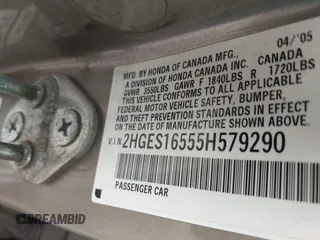 04/'05
MFD. BY HONDA OF CANADA MFG., CANADA
A DIVISION OF HONDA CANADA INC.
GVWR 3550LBS GAWR F 1840LBS R 1720LBS
THIS VEHICLE CONFORMS TO ALL APPLICABLE
FEDERAL MOTOR VEHICLE SAFETY, BUMPER,
AND THEFT PREVENTION STANDARDS IN EFFECT
ON THE DATE OF MANUFACTURE SHOWN ABOVE.
V.I.N. 2HGES16555H579290
PASSENGER CAR
DREAMBID